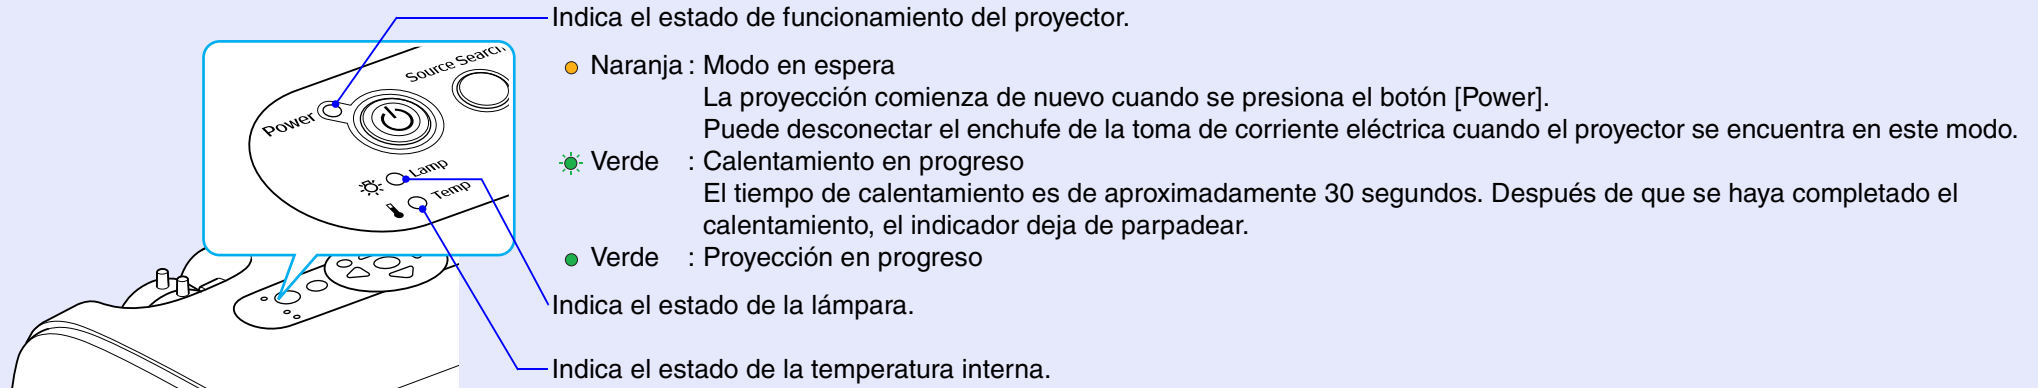 Indica el estado de funcionamiento del proyector.
Source Search
Power
Lamp
Temp
Naranja : Modo en espera
La proyección comienza de nuevo cuando se presiona el botón [Power].
Puede desconectar el enchufe de la toma de corriente eléctrica cuando el proyector se encuentra en este modo.
Verde : Calentamiento en progreso
El tiempo de calentamiento es de aproximadamente 30 segundos. Después de que se haya completado el
calentamiento, el indicador deja de parpadear.
Verde : Proyección en progreso
Indica el estado de la lámpara.
Indica el estado de la temperatura interna.